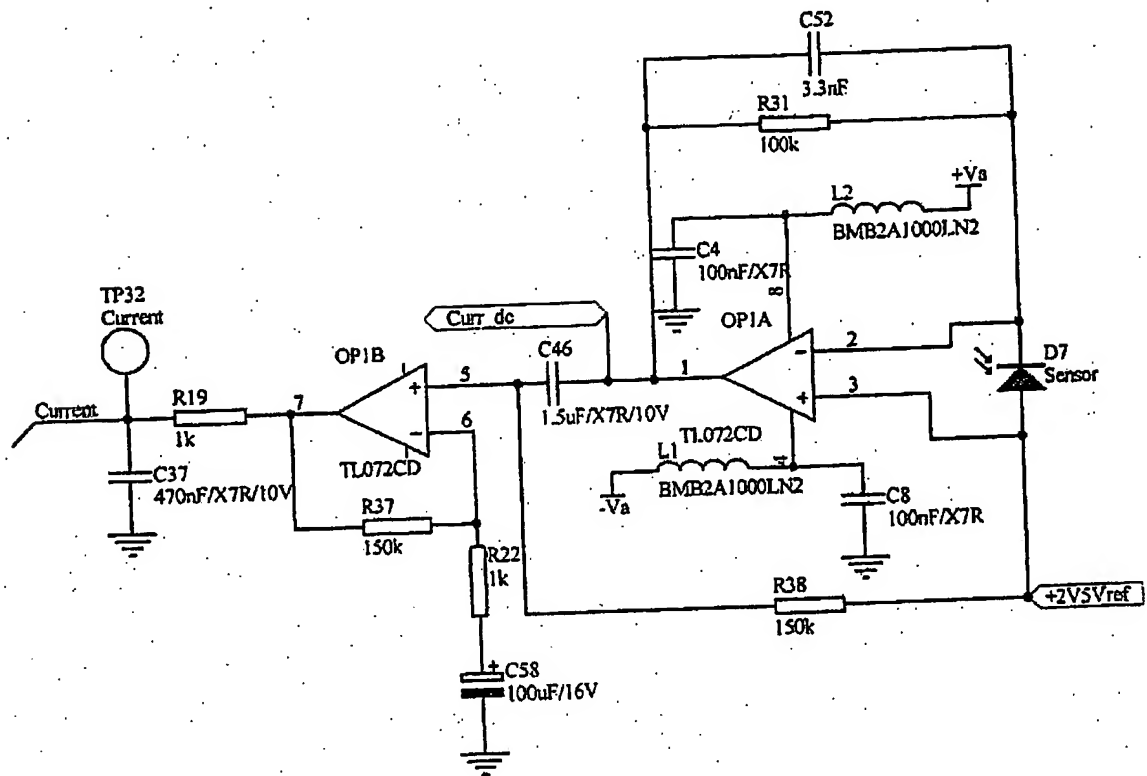 C52
3.3nF
R31
100k
+Va
L2
BMB2A1000LN2
C4
100nF/X7R
8
TP32
Current
Curr_dc
OP1A
OP1B
C46
2
D7
Sensor
5
1
3
Current
R19
7
+
-
6
1.5uF/X7R/10V
-
+
1k
TL072CD
C37
470nF/X7R/10V
TL072CD
L1
4
-Va
BMB2A1000LN2
C8
100nF/X7R
R37
150k
R22
1k
R38
150k
+2V5Vref
+
C58
100uF/16V